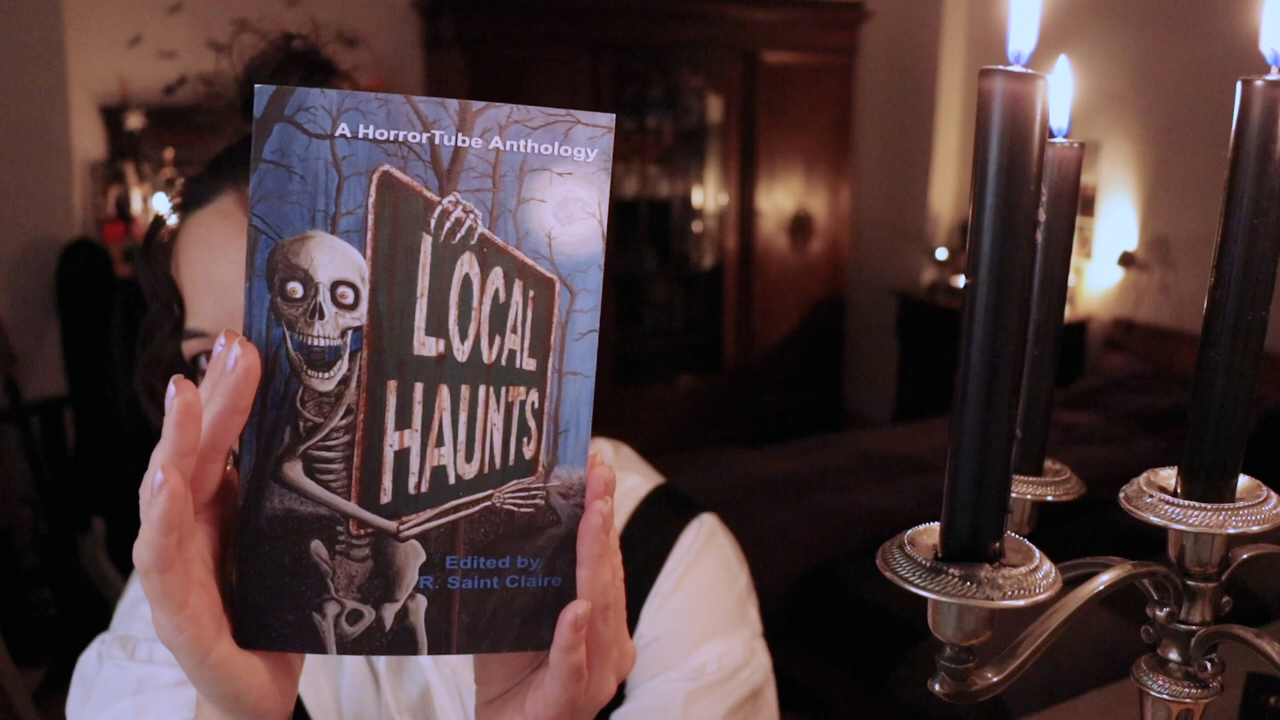 A HorrorTube Anthology
LOCAL
HAUNTS
Edited by
R. Saint Claire